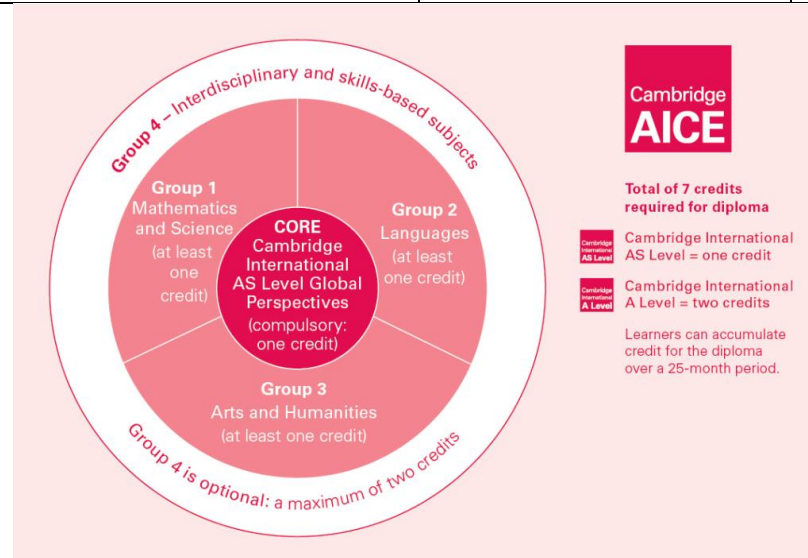 Group 4 – Interdisciplinary and skills-based subjects
Group 1
Mathematics
and Science
(at least
one
credit)
CORE
Cambridge
International
AS Level Global
Perspectives
(compulsory:
one credit)
Group 2
Languages
(at least
one credit)
Group 3
Arts and Humanities
(at least one credit)
Group 4 is optional: a maximum of two credits
Cambridge
AICE
Total of 7 credits
required for diploma
Cambridge
International
AS Level
Cambridge International
AS Level = one credit
Cambridge
International
A Level
Cambridge International
A Level = two credits
Learners can accumulate
credit for the diploma
over a 25-month period.